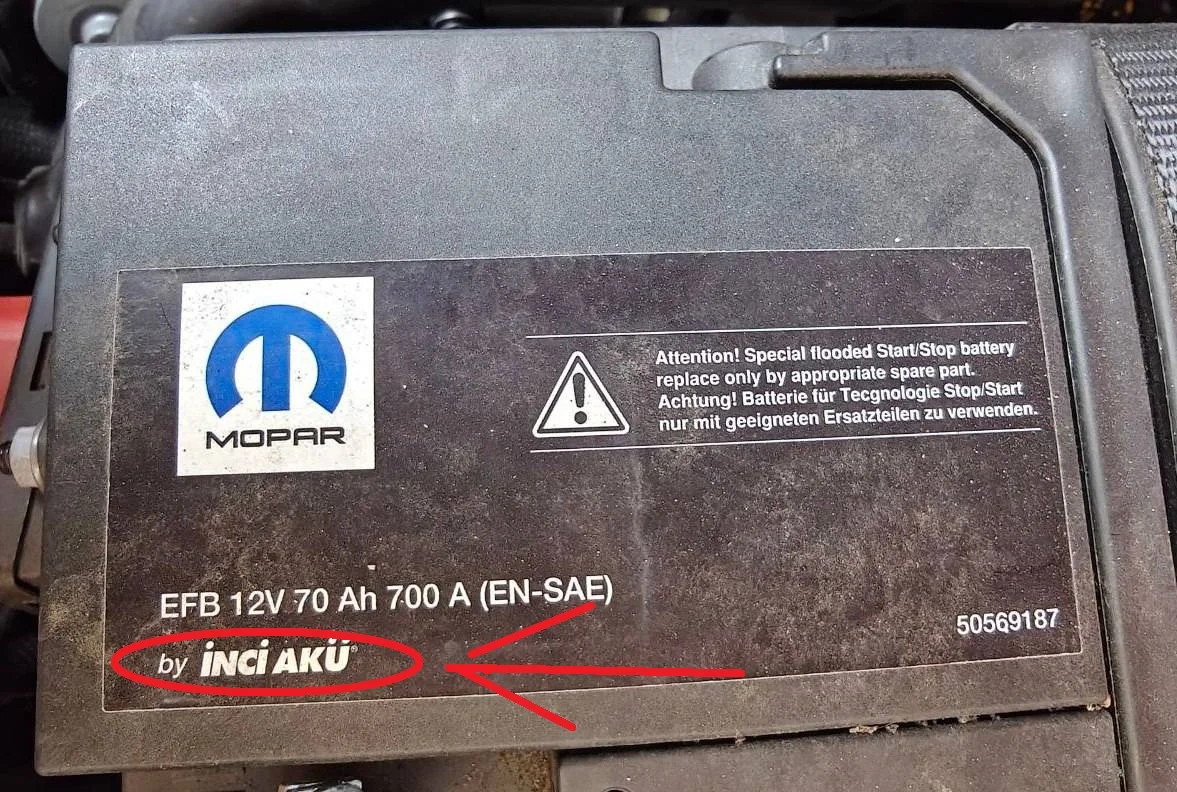 MOPAR
Attention! Special flooded Start/Stop battery
replace only by appropriate spare part.
Achtung! Batterie für Tecgnologie Stop/Start
nur mit geeigneten Ersatzteilen zu verwenden.
EFB 12V 70 Ah 700 A (EN-SAE)
by İNCİ AKÜ®
50569187